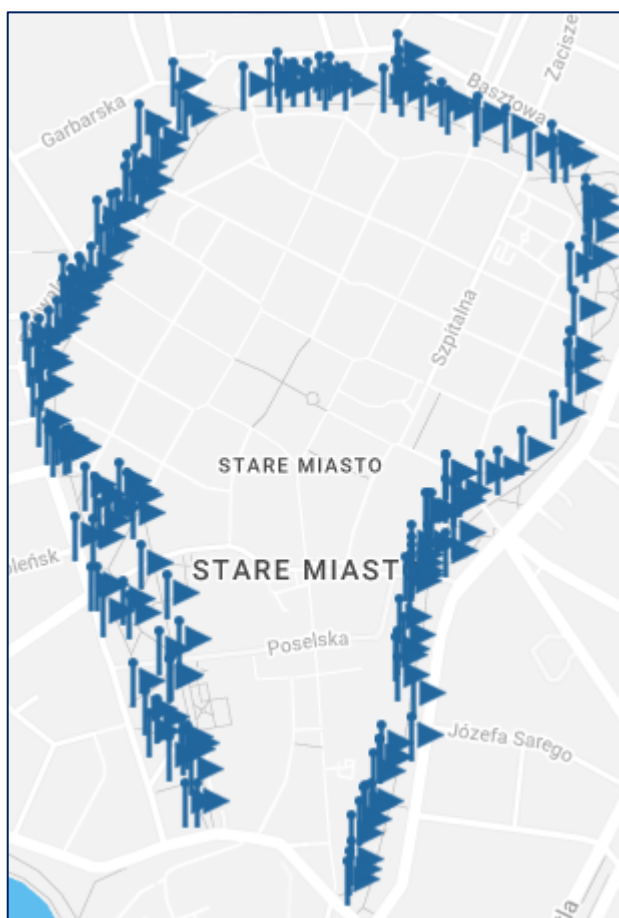 Zacisze
Basztowa
Garbarska
Szpitalna
STARE MIASTO
STARE MIAST
Poselska
Józefa Sarego